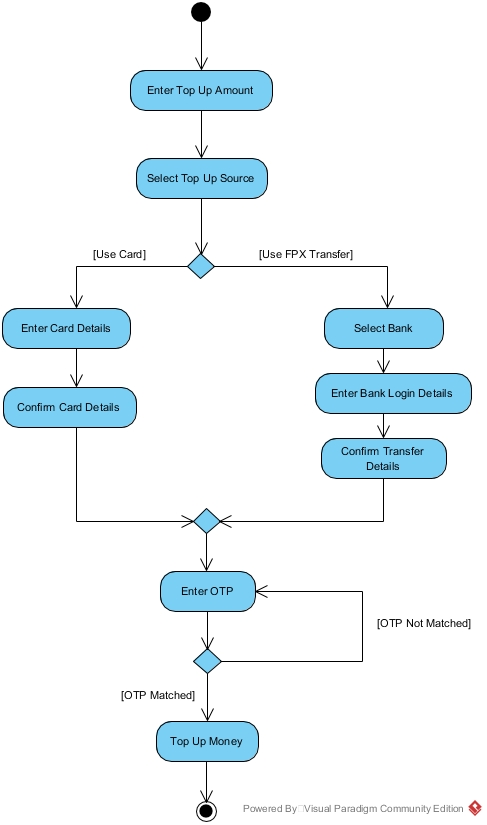 Enter Top Up Amount
Select Top Up Source
[Use Card]
[Use FPX Transfer]
Enter Card Details
Select Bank
Confirm Card Details
Enter Bank Login Details
Confirm Transfer
Details
Enter OTP
[OTP Not Matched]
[OTP Matched]
Top Up Money
Powered By Visual Paradigm Community Edition